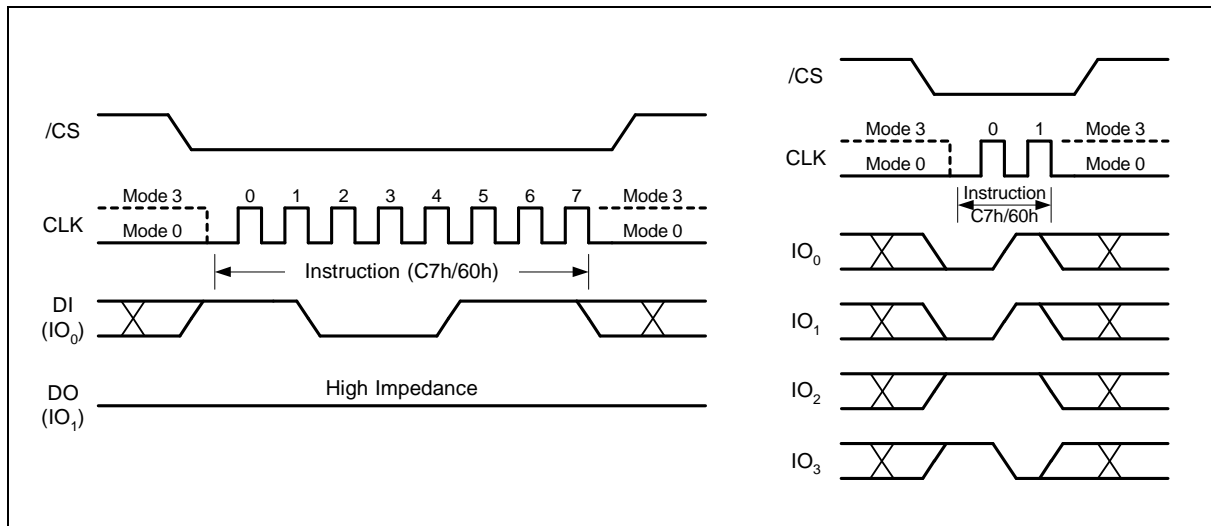 /CS
Mode 3 0 1 2 3 4 5 6 7 Mode 3
CLK
Mode 0 Mode 0
Instruction (C7h/60h)
DI
(IO0)
High Impedance
DO
(IO1)
/CS
Mode 3 0 1 Mode 3
CLK
Mode 0 Mode 0
Instruction
C7h/60h
IO0
IO1
IO2
IO3